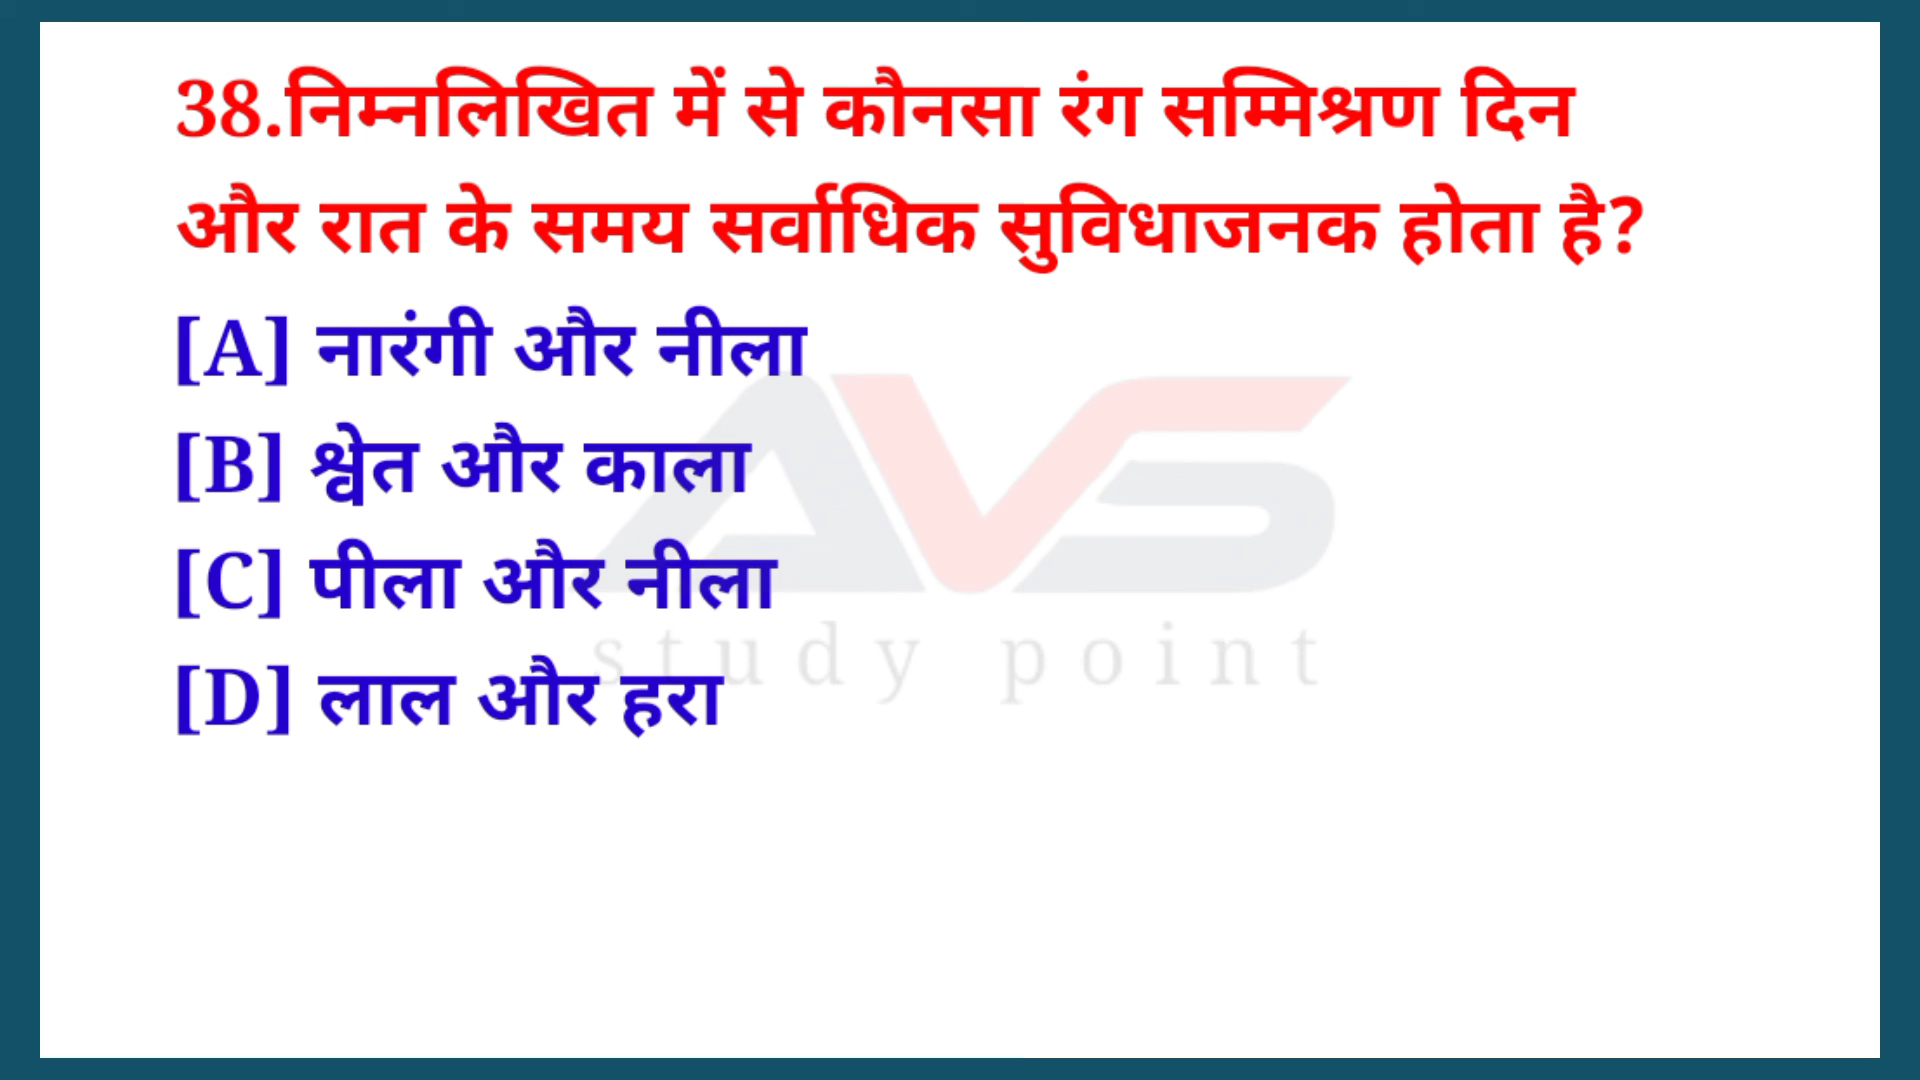 38.निम्नलिखित में से कौनसा रंग सम्मिश्रण दिन
और रात के समय सर्वाधिक सुविधाजनक होता है?
[A] नारंगी और नीला
[B] श्वेत और काला
[C] पीला और नीला
[D] लाल और हरा
AVS
study point